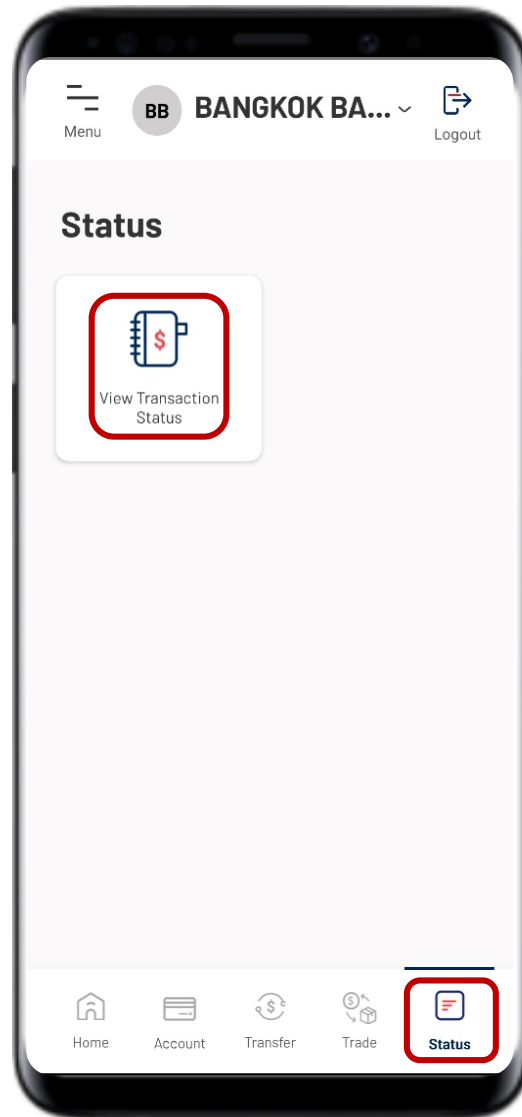 Menu
BB BANGKOK BA...
Logout
Status
$
View Transaction
Status
$
$
Home
Account
Transfer
Trade
Status